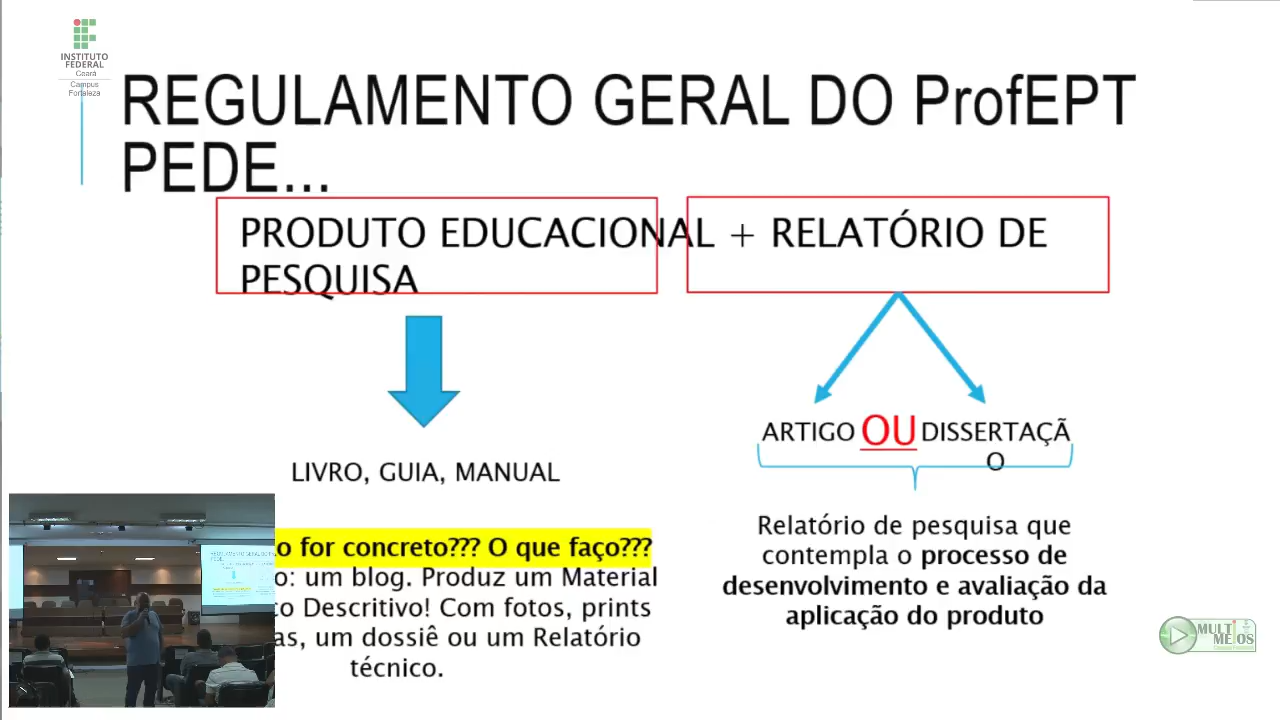 INSTITUTO
FEDERAL
Ceará
Campus
Fortaleza
REGULAMENTO GERAL DO ProfEPT
PEDE...
PRODUTO EDUCACIONAL + RELATÓRIO DE
PESQUISA
LIVRO, GUIA, MANUAL
o for concreto??? O que faço???
o: um blog. Produz um Material
co Descritivo! Com fotos, prints
as, um dossiê ou um Relatório
técnico.
ARTIGO OU DISSERTAÇÃ
O
Relatório de pesquisa que
contempla o processo de
desenvolvimento e avaliação da
aplicação do produto
MULTIMEIOS